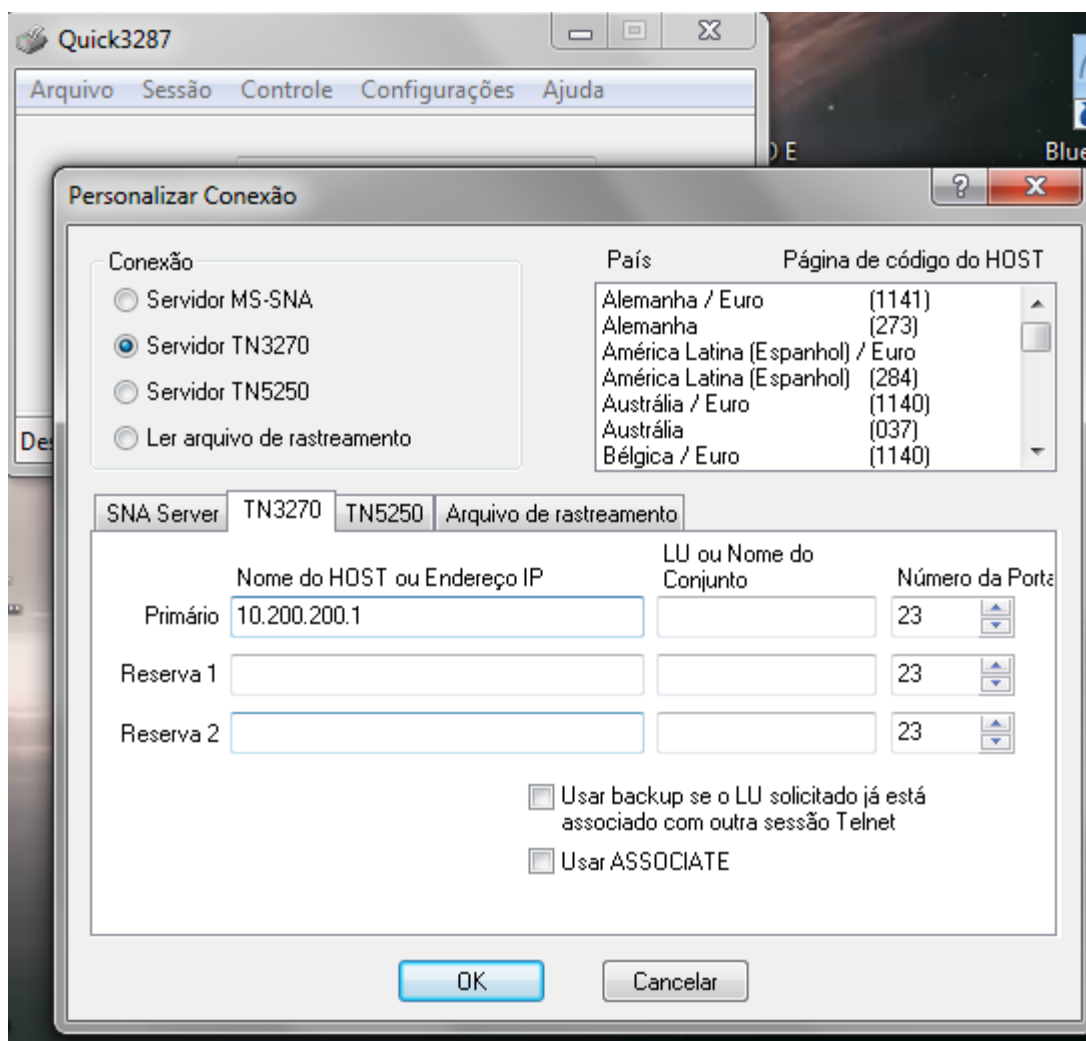 Quick3287
Arquivo Sessão Controle Configurações Ajuda
D E
Blue
Personalizar Conexão
Conexão
Servidor MS-SNA
Servidor TN3270
Servidor TN5250
Ler arquivo de rastreamento
País Página de código do HOST
Alemanha / Euro (1141)
Alemanha (273)
América Latina (Espanhol) / Euro
América Latina (Espanhol) (284)
Austrália / Euro (1140)
Austrália (037)
Bélgica / Euro (1140)
Des
SNA Server TN3270 TN5250 Arquivo de rastreamento
Nome do HOST ou Endereço IP
LU ou Nome do
Conjunto
Número da Porta
Primário 10.200.200.1 23
Reserva 1 23
Reserva 2 23
Usar backup se o LU solicitado já está
associado com outra sessão Telnet
Usar ASSOCIATE
OK Cancelar